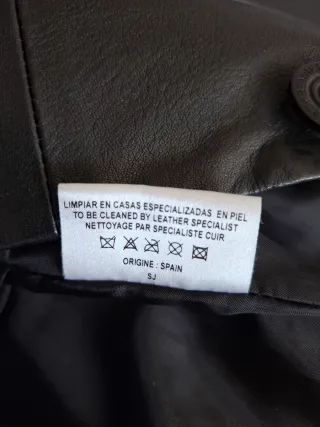 LIMPIAR EN CASAS ESPECIALIZADAS EN PIEL
TO BE CLEANED BY LEATHER SPECIALIST
NETTOYAGE PAR SPECIALISTE CUIR
ORIGINE : SPAIN
SJ